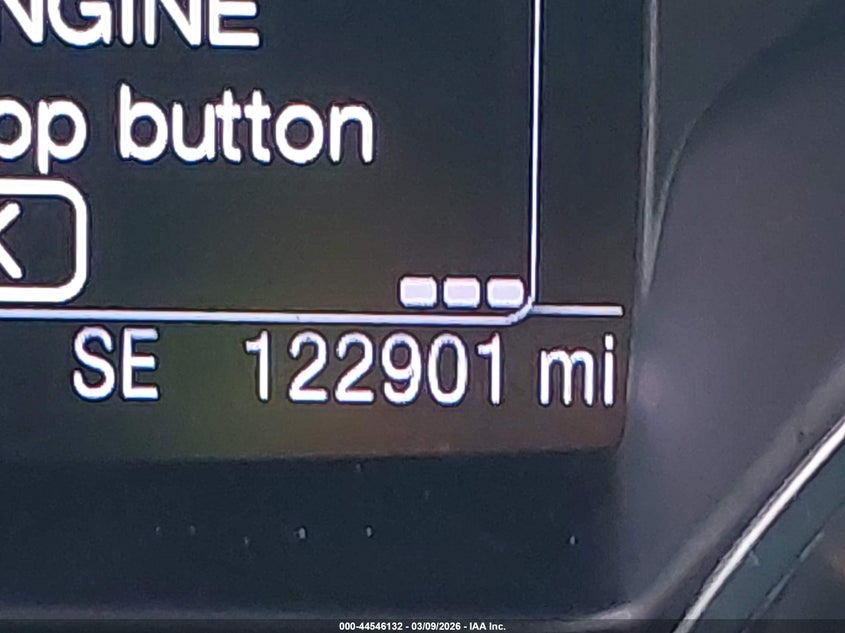 NGINE
op button
K
SE 122901 mi
000-44546132 - 03/09/2026 - IAA Inc.